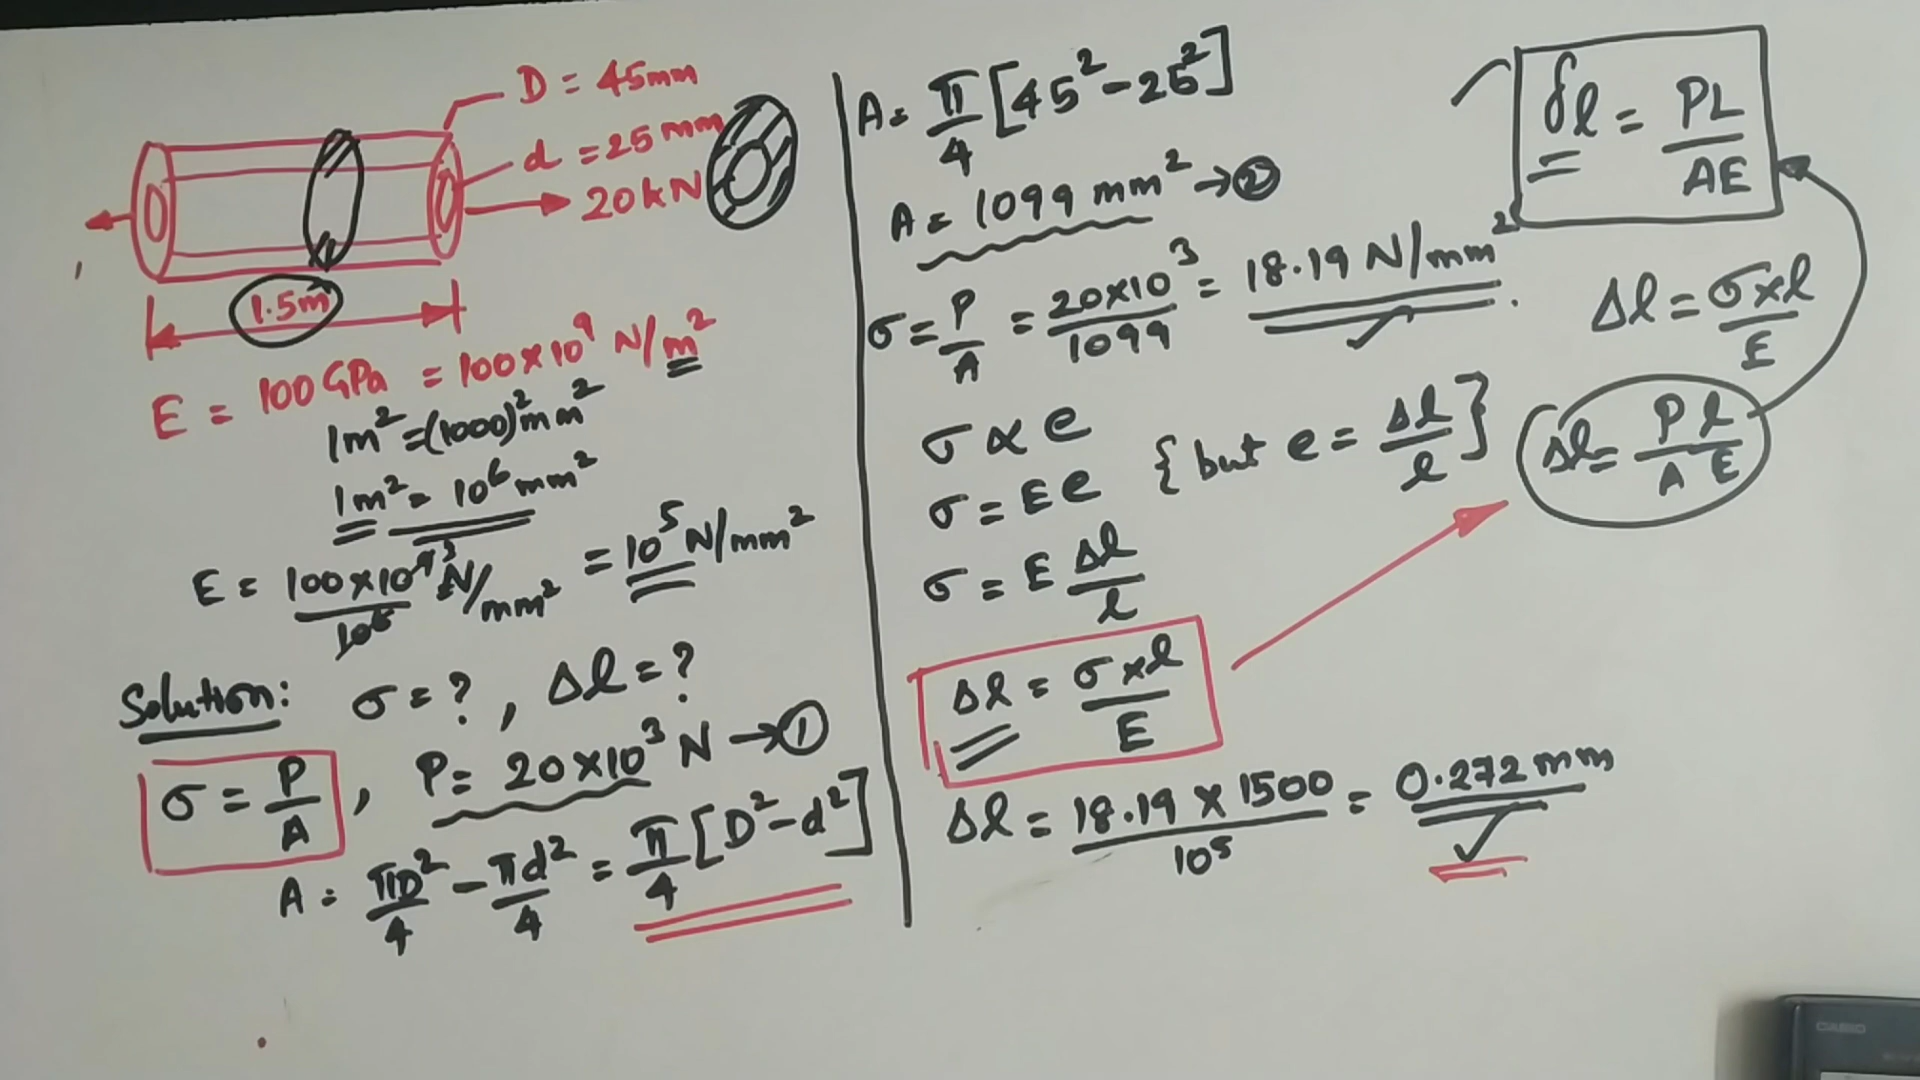 D = 45mm
d = 25mm
20kN
1.5m
E = 100 GPa = 100×10⁹ N/m²
1m² = (1000)² mm²
1m² = 10⁶ mm²
E = 100×10⁹/10⁶ N/mm² = 10⁵ N/mm²
Solution: σ = ? , Δl = ?
σ = P/A , P = 20×10³ N → ①
A = πD²/4 - πd²/4 = π/4 [D² - d²]
A = π/4 [45² - 25²]
A = 1099 mm² → ②
σ = P/A = 20×10³/1099 = 18.19 N/mm².
σ ∝ e
σ = Ee {but e = Δl/l}
σ = E Δl/l
Δl = σ×l/E
Δl = 18.19 × 1500/10⁵ = 0.272 mm
δl = PL/AE
Δl = σ×l/E
Δl = Pl/AE
CASIO